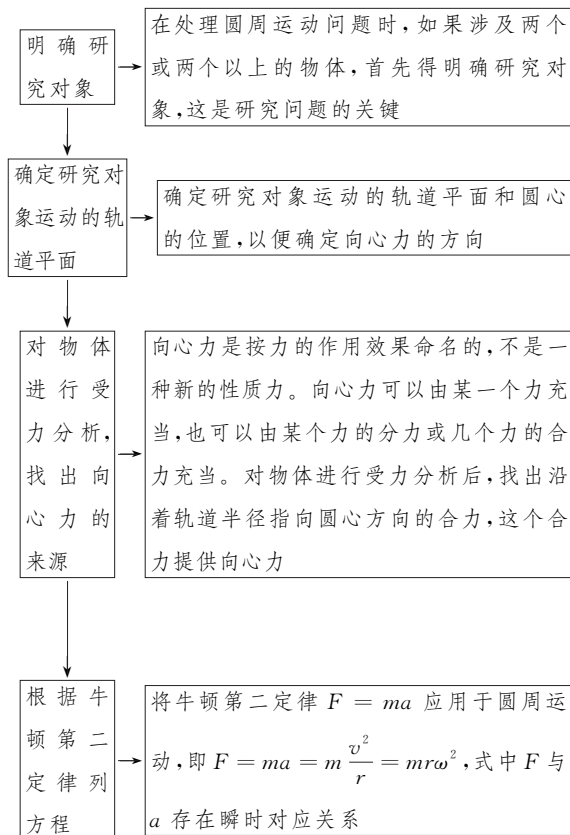 明确研
究对象
在处理圆周运动问题时,如果涉及两个
或两个以上的物体,首先得明确研究对
象,这是研究问题的关键
确定研究对
象运动的轨
道平面
确定研究对象运动的轨道平面和圆心
的位置,以便确定向心力的方向
对物体
进行受
力分析,
找出向
心力的
来源
向心力是按力的作用效果命名的,不是一
种新的性质力。向心力可以由某一个力充
当,也可以由某个力的分力或几个力的合
力充当。对物体进行受力分析后,找出沿
着轨道半径指向圆心方向的合力,这个合
力提供向心力
根据牛
顿第二
定律列
方程
将牛顿第二定律 F = ma 应用于圆周运
动,即 F = ma = m v²/r = mrω²,式中 F 与
a 存在瞬时对应关系